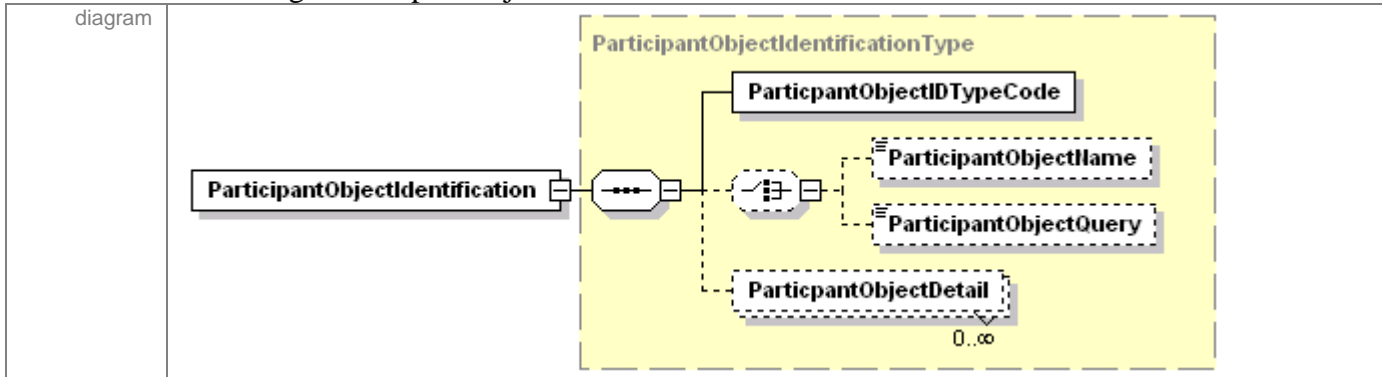 diagram
ParticipantObjectIdentificationType
ParticpantObjectIDTypeCode
ParticipantObjectName
ParticipantObjectIdentification
ParticipantObjectQuery
ParticpantObjectDetail
0..∞